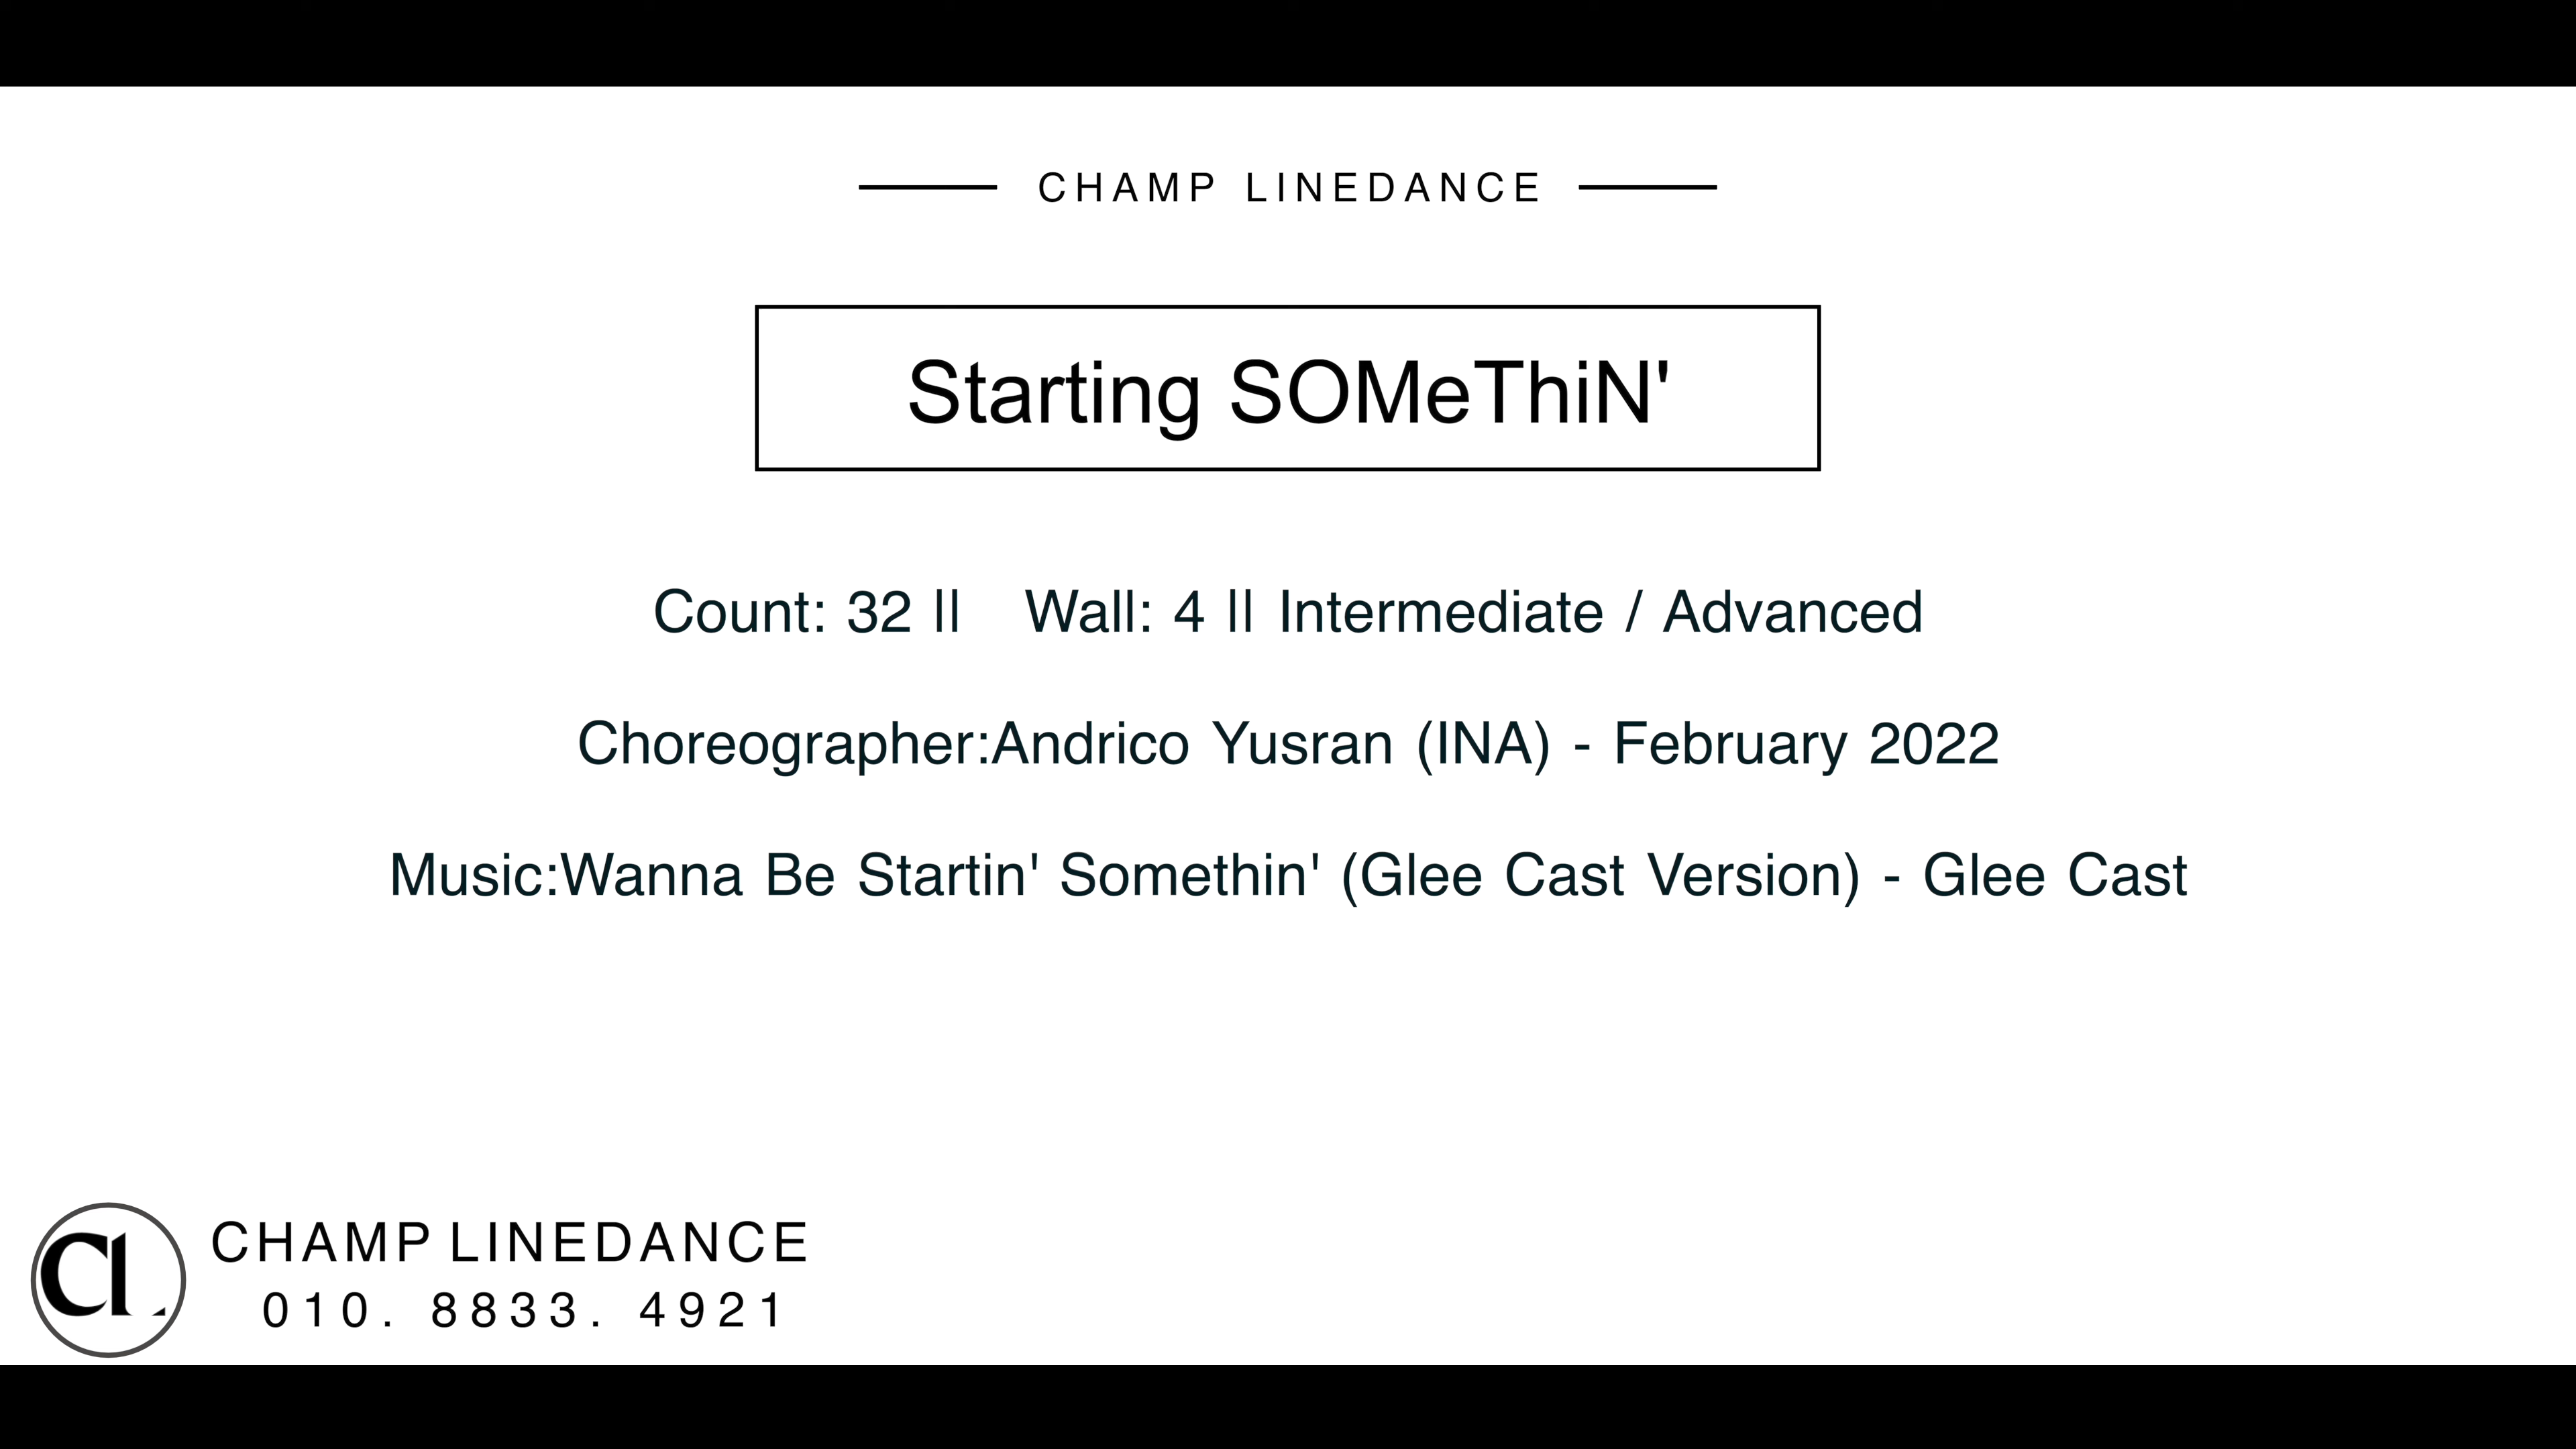 CHAMP LINEDANCE
Starting SOMeThiN'
Count: 32 ll Wall: 4 ll Intermediate / Advanced
Choreographer:Andrico Yusran (INA) - February 2022
Music:Wanna Be Startin' Somethin' (Glee Cast Version) - Glee Cast
CL
CHAMP LINEDANCE
010. 8833. 4921